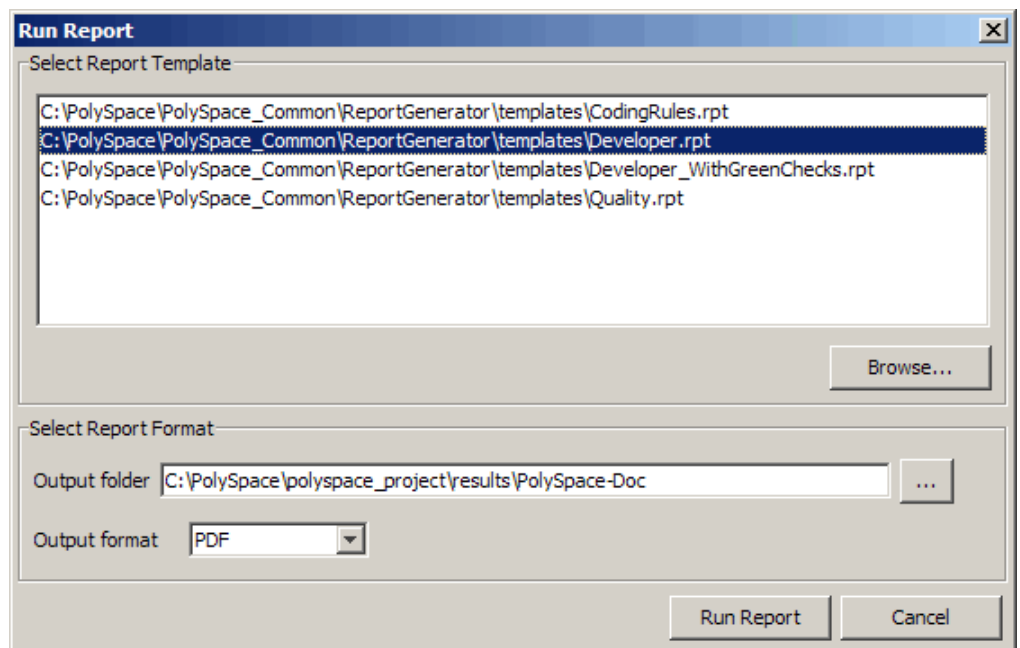 Run Report
Select Report Template
C:\PolySpace\PolySpace_Common\ReportGenerator\templates\CodingRules.rpt
C:\PolySpace\PolySpace_Common\ReportGenerator\templates\Developer.rpt
C:\PolySpace\PolySpace_Common\ReportGenerator\templates\Developer_WithGreenChecks.rpt
C:\PolySpace\PolySpace_Common\ReportGenerator\templates\Quality.rpt
Browse...
Select Report Format
Output folder C:\PolySpace\polyspace_project\results\PolySpace-Doc ...
Output format PDF
Run Report Cancel